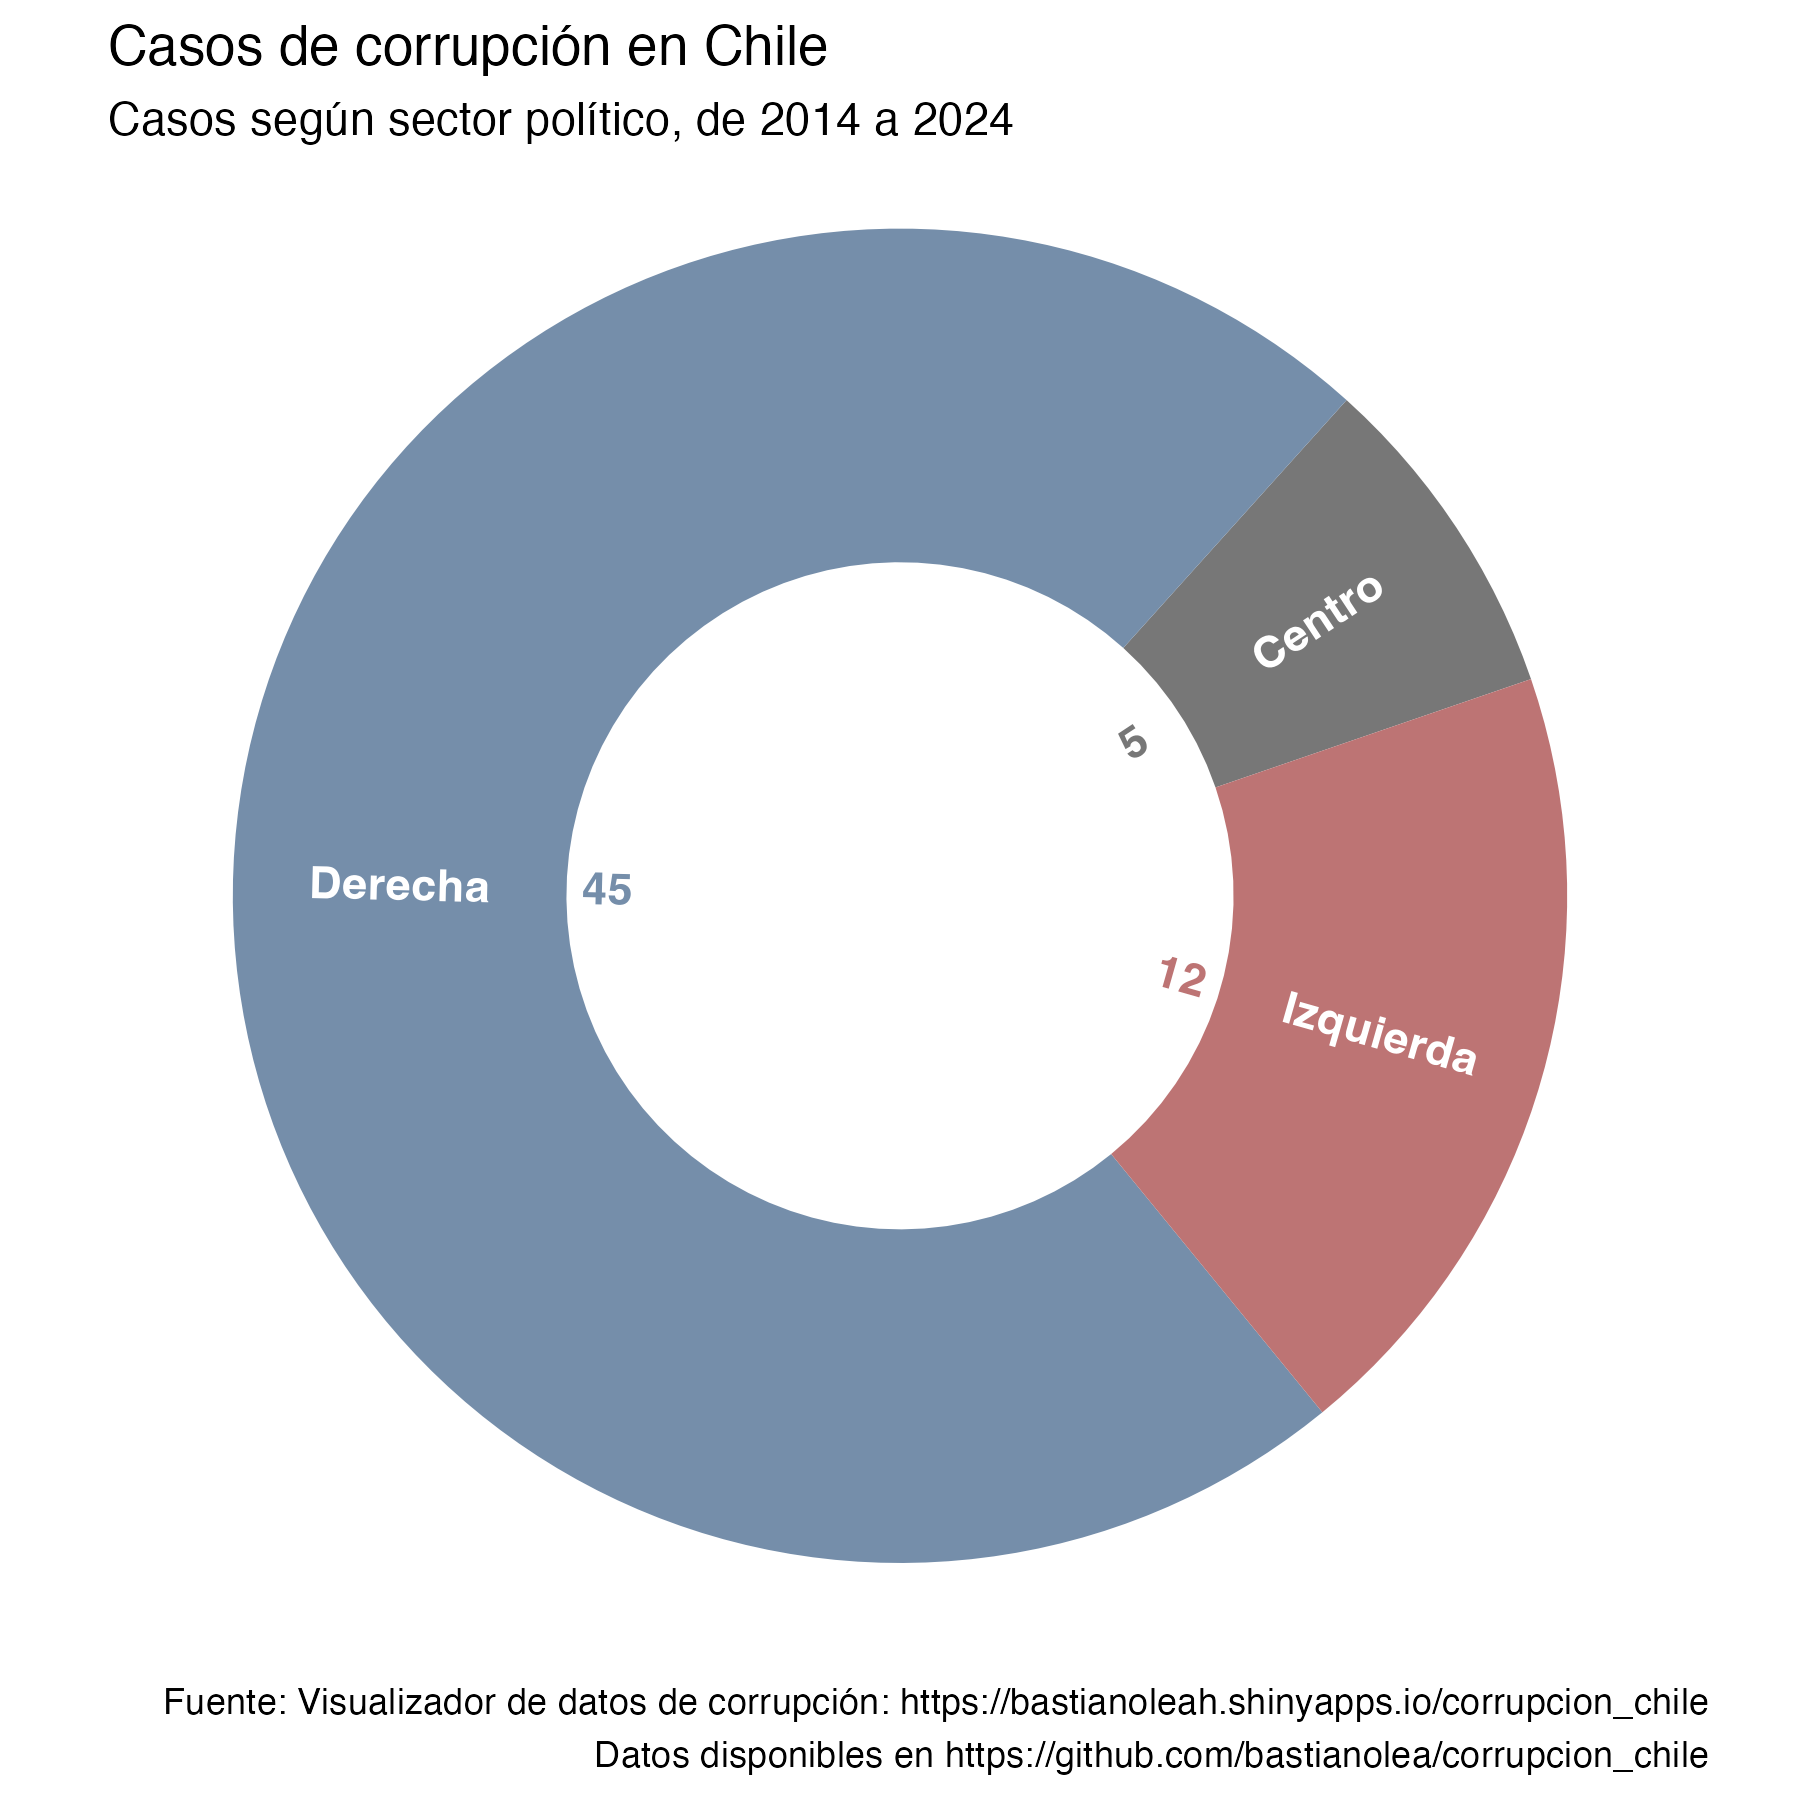 Casos de corrupción en Chile
Casos según sector político, de 2014 a 2024
Centro
5
Derecha
45
12
Izquierda
Fuente: Visualizador de datos de corrupción: https://bastianoleah.shinyapps.io/corrupcion_chile
Datos disponibles en https://github.com/bastianolea/corrupcion_chile